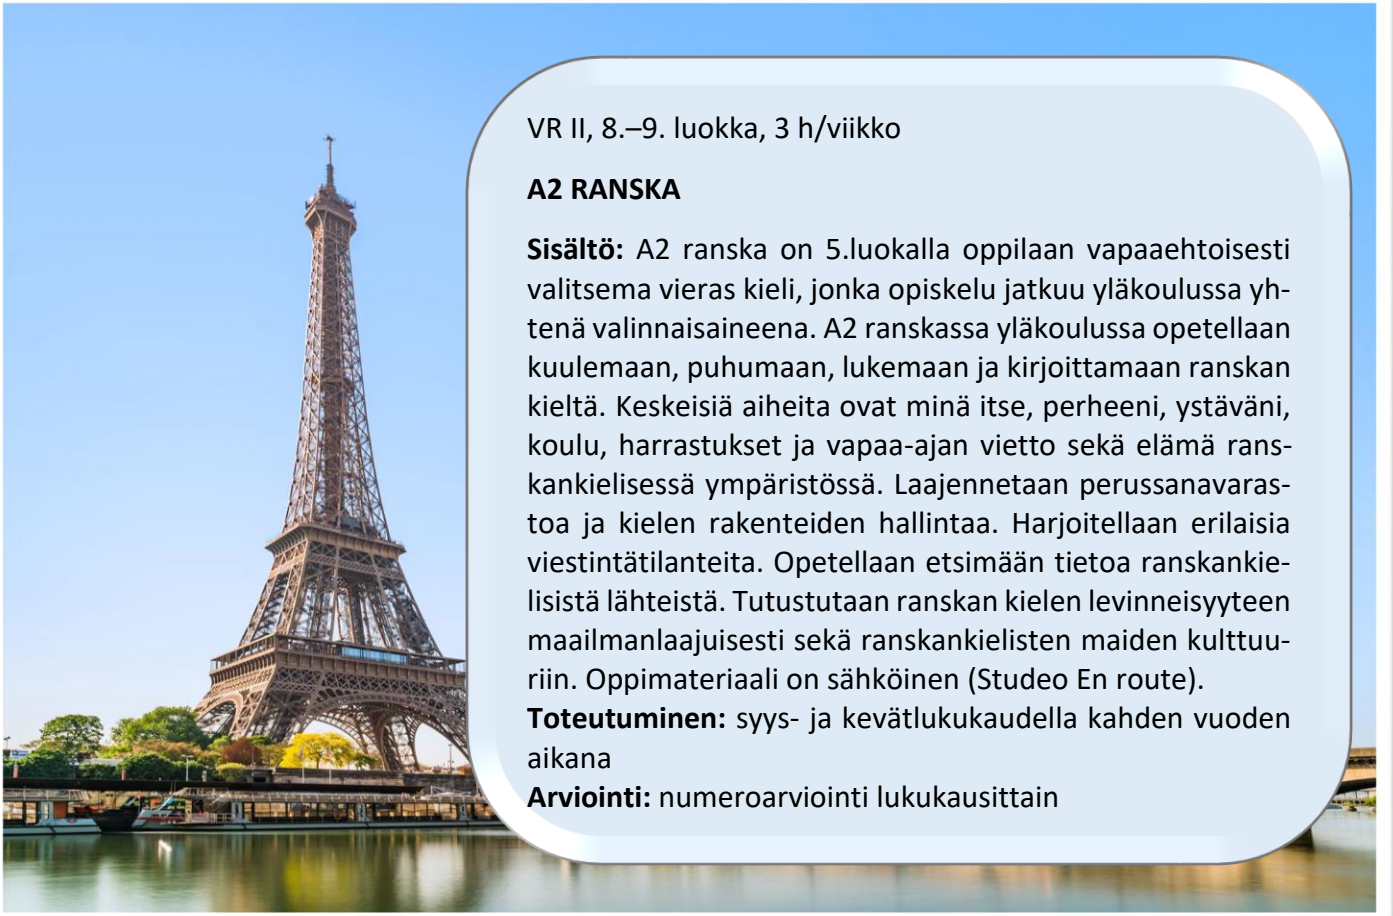 VR II, 8.–9. luokka, 3 h/viikko
A2 RANSKA
Sisältö: A2 ranska on 5.luokalla oppilaan vapaaehtoisesti
valitsema vieras kieli, jonka opiskelu jatkuu yläkoulussa yh-
tenä valinnaisaineena. A2 ranskassa yläkoulussa opetellaan
kuulemaan, puhumaan, lukemaan ja kirjoittamaan ranskan
kieltä. Keskeisiä aiheita ovat minä itse, perheeni, ystäväni,
koulu, harrastukset ja vapaa-ajan vietto sekä elämä rans-
kankielisessä ympäristössä. Laajennetaan perussanavaras-
toa ja kielen rakenteiden hallintaa. Harjoitellaan erilaisia
viestintätilanteita. Opetellaan etsimään tietoa ranskankie-
lisistä lähteistä. Tutustutaan ranskan kielen levinneisyyteen
maailmanlaajuisesti sekä ranskankielisten maiden kulttuu-
riin. Oppimateriaali on sähköinen (Studeo En route).
Toteutuminen: syys- ja kevätlukukaudella kahden vuoden
aikana
Arviointi: numeroarviointi lukukausittain